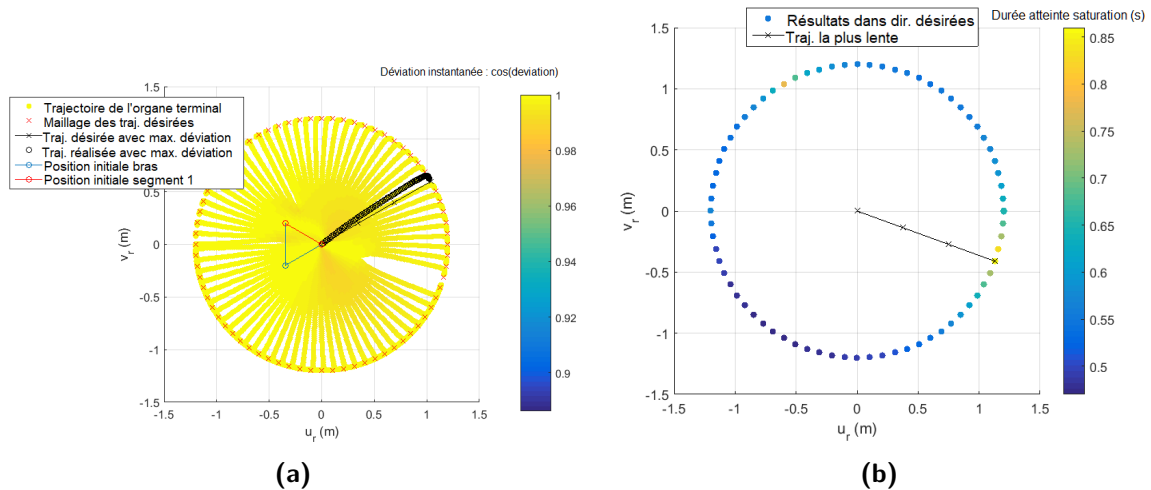 Déviation instantanée : cos(deviation)
Trajectoire de l'organe terminal
Maillage des traj. désirées
Traj. désirée avec max. déviation
Traj. réalisée avec max. déviation
Position initiale bras
Position initiale segment 1
1.5
1
0.5
0
-0.5
-1
-1.5
v_r (m)
-1.5 -1 -0.5 0 0.5 1 1.5
u_r (m)
1
0.98
0.96
0.94
0.92
0.9
(a)
Durée atteinte saturation (s)
Résultats dans dir. désirées
Traj. la plus lente
1.5
1
0.5
0
-0.5
-1
-1.5
v_r (m)
-1.5 -1 -0.5 0 0.5 1 1.5
u_r (m)
0.85
0.8
0.75
0.7
0.65
0.6
0.55
0.5
(b)